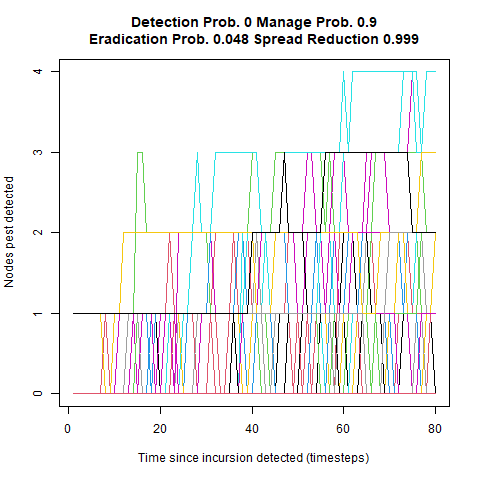 Detection Prob. 0 Manage Prob. 0.9
Eradication Prob. 0.048 Spread Reduction 0.999
Nodes pest detected
4
3
2
1
0
0 20 40 60 80
Time since incursion detected (timesteps)